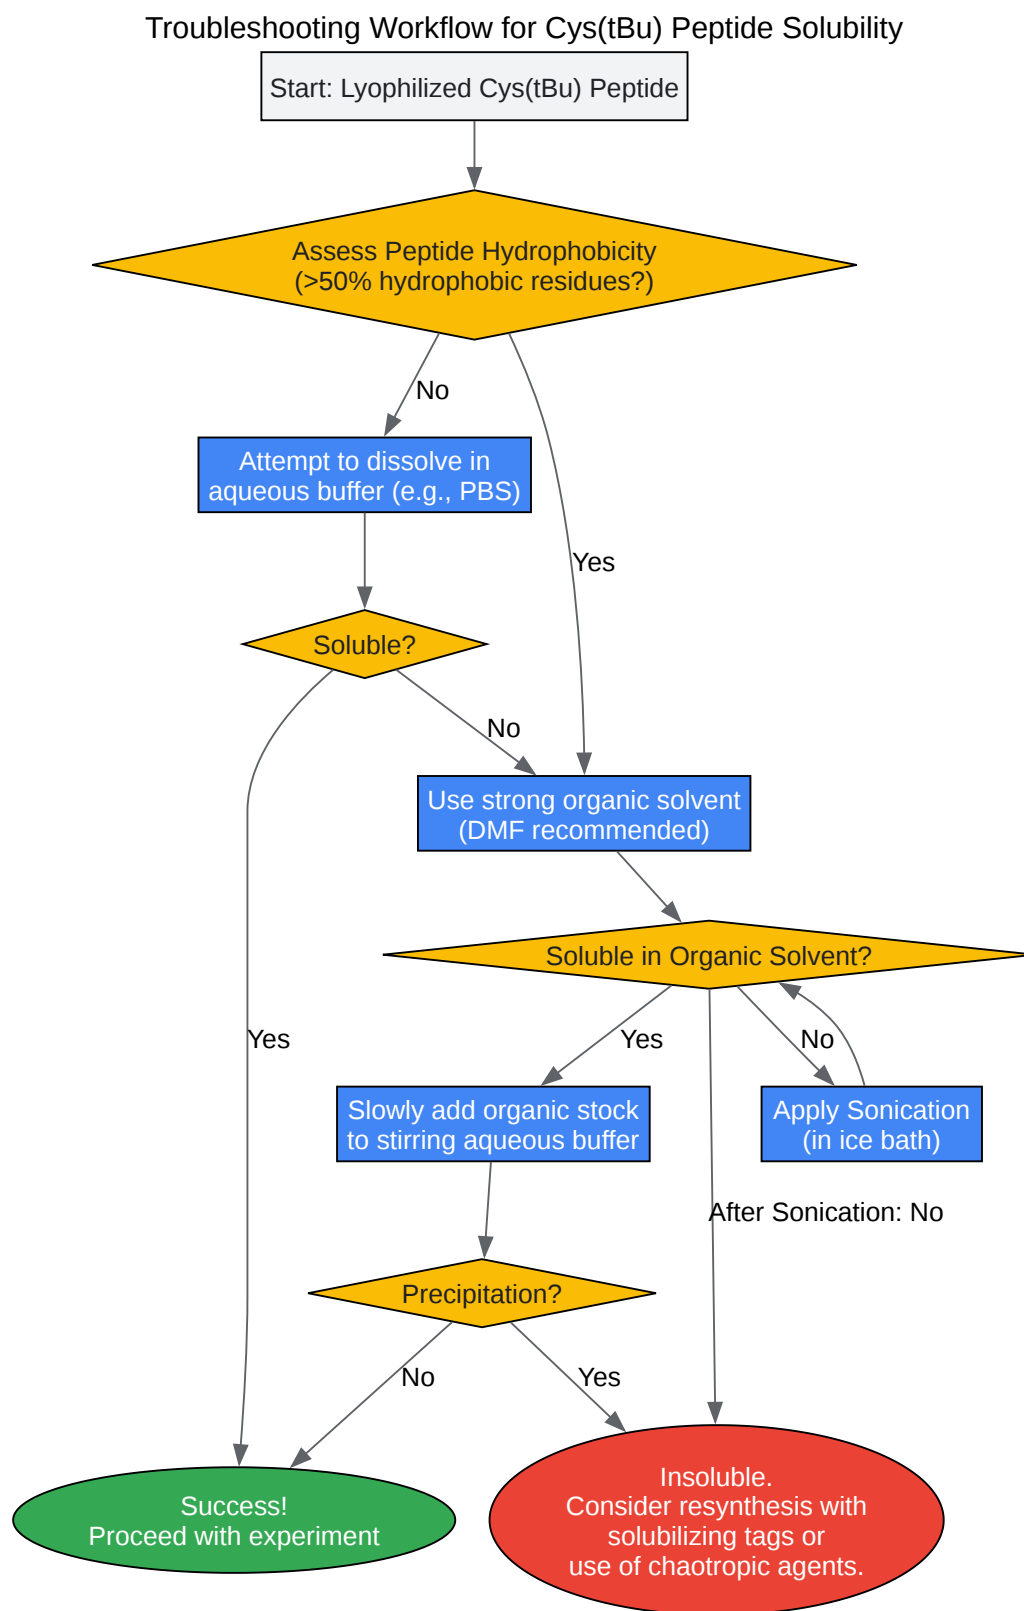 Troubleshooting Workflow for Cys(tBu) Peptide Solubility
Start: Lyophilized Cys(tBu) Peptide
Assess Peptide Hydrophobicity
(>50% hydrophobic residues?)
No
Attempt to dissolve in
aqueous buffer (e.g., PBS)
Yes
Soluble?
No
Use strong organic solvent
(DMF recommended)
Soluble in Organic Solvent?
Yes
Yes
No
Slowly add organic stock
to stirring aqueous buffer
Apply Sonication
(in ice bath)
After Sonication: No
Precipitation?
No
Yes
Success!
Proceed with experiment
Insoluble.
Consider resynthesis with
solubilizing tags or
use of chaotropic agents.